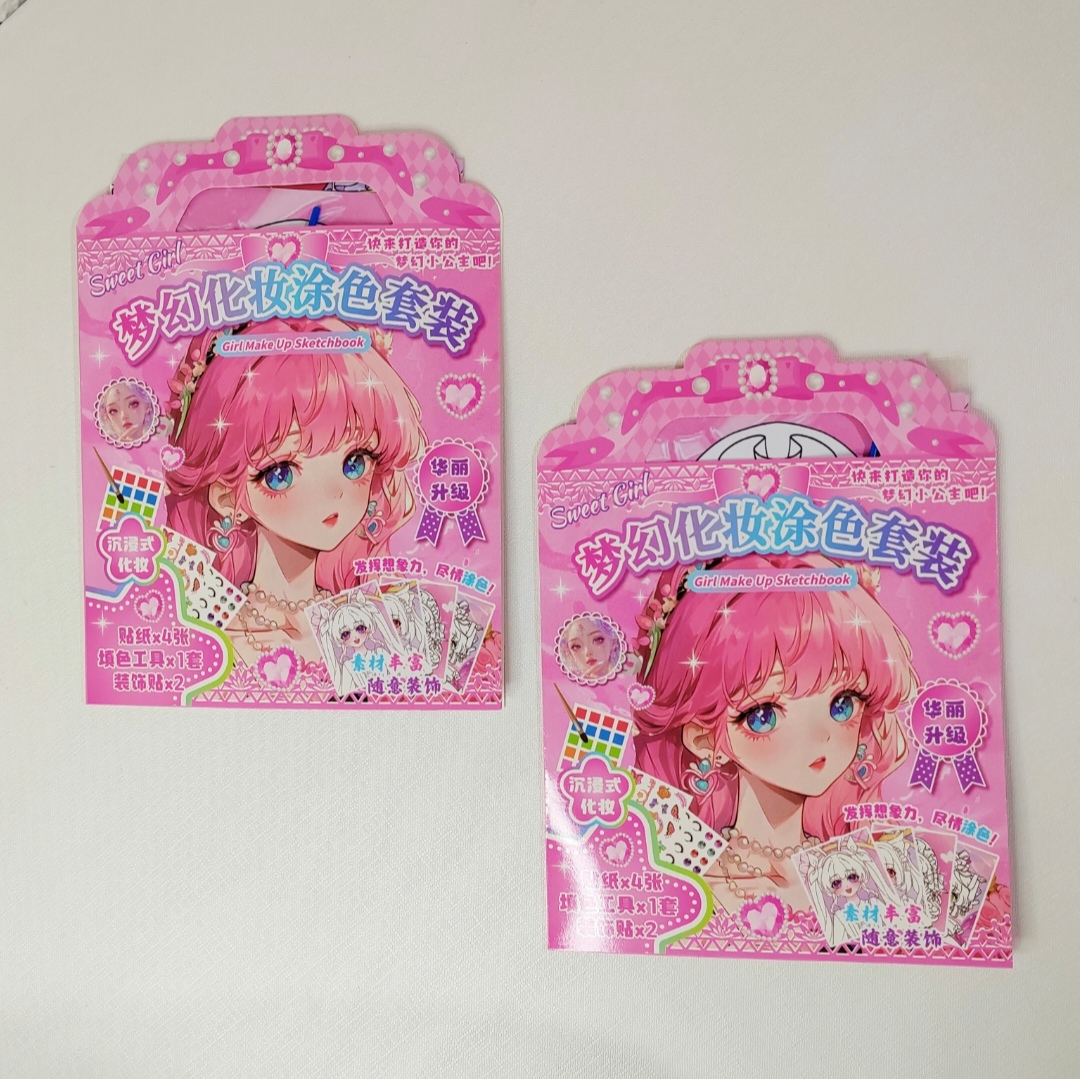 Sweet Girl
快来打造你的
梦幻小公主吧!
梦幻化妆涂色套装
Girl Make Up Sketchbook
华丽
升级
沉浸式
化妆
发挥想象力,尽情涂色!
贴纸x4张
填色工具x1套
装饰贴x2
素材丰富
随意装饰
Sweet Girl
快来打造你的
梦幻小公主吧!
梦幻化妆涂色套装
Girl Make Up Sketchbook
华丽
升级
沉浸式
化妆
发挥想象力,尽情涂色!
贴纸x4张
填色工具x1套
装饰贴x2
素材丰富
随意装饰